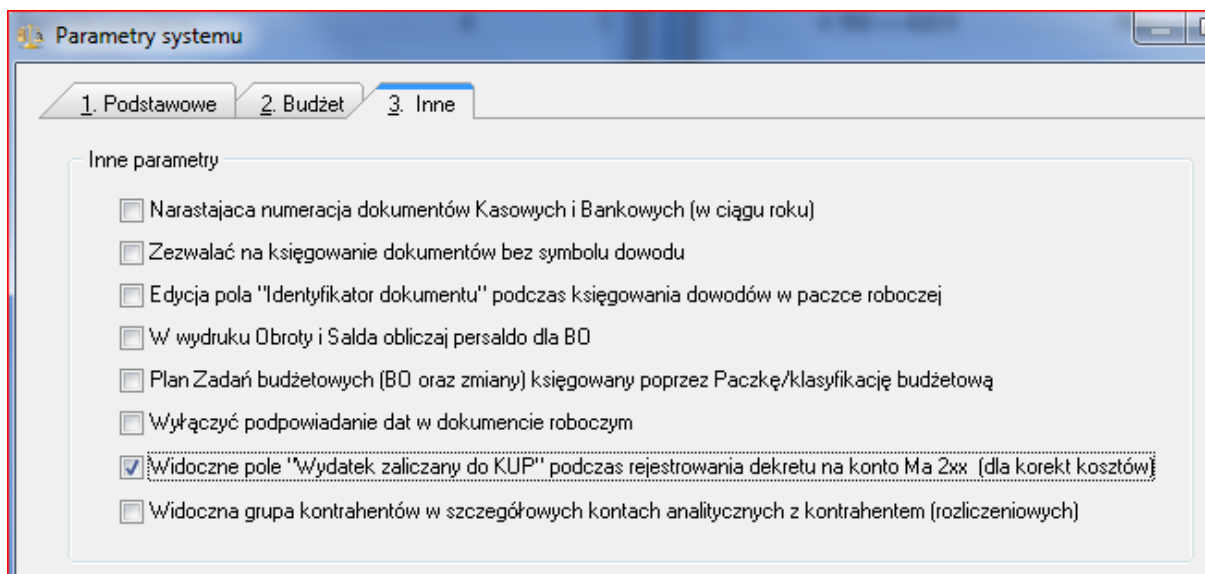 Parametry systemu
1. Podstawowe 2. Budżet 3. Inne
Inne parametry
Narastajaca numeracja dokumentów Kasowych i Bankowych (w ciągu roku)
Zezwalać na księgowanie dokumentów bez symbolu dowodu
Edycja pola "Identyfikator dokumentu" podczas księgowania dowodów w paczce roboczej
W wydruku Obroty i Salda obliczaj persaldo dla BO
Plan Zadań budżetowych (BO oraz zmiany) księgowany poprzez Paczkę/klasyfikację budżetową
Wyłączyć podpowiadanie dat w dokumencie roboczym
Widoczne pole "Wydatek zaliczany do KUP" podczas rejestrowania dekretu na konto Ma 2xx (dla korekt kosztów)
Widoczna grupa kontrahentów w szczegółowych kontach analitycznych z kontrahentem (rozliczeniowych)